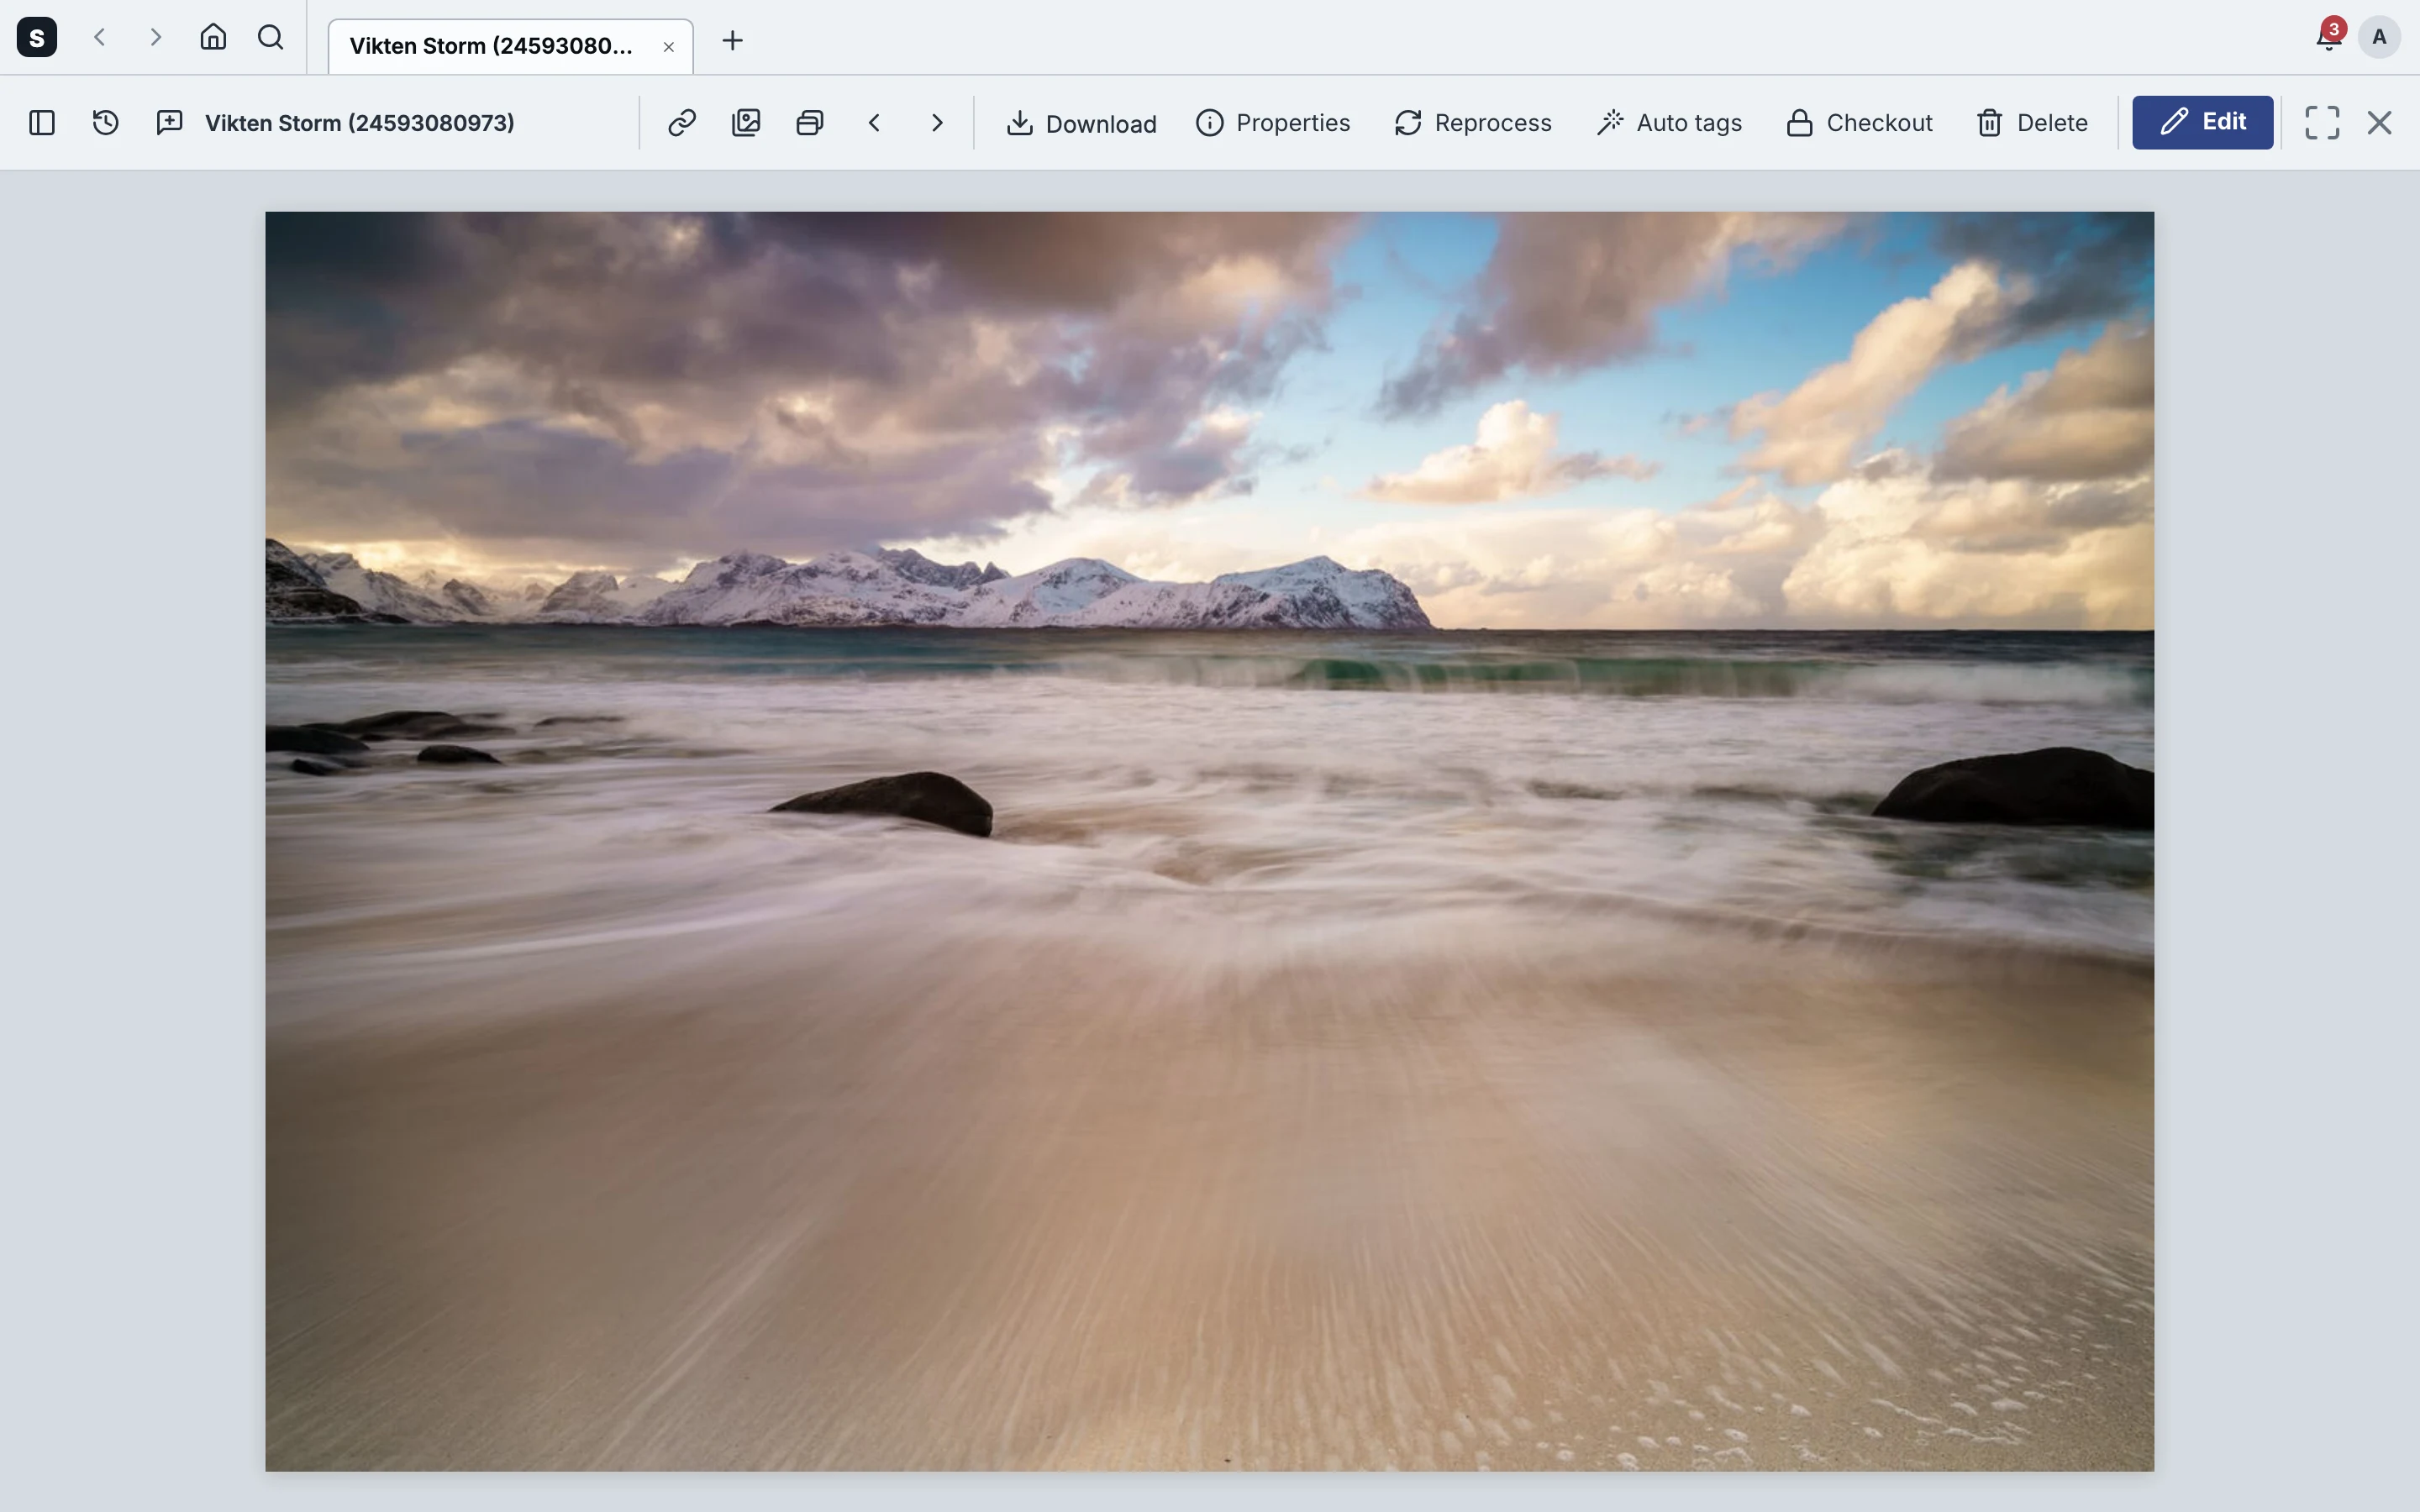 S
Vikten Storm (24593080...
3
A
Vikten Storm (24593080973)
Download
Properties
Reprocess
Auto tags
Checkout
Delete
Edit